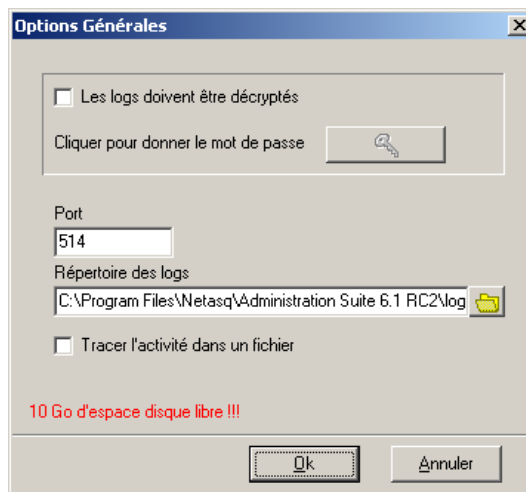 Options Générales
Les logs doivent être décryptés
Cliquer pour donner le mot de passe
Port
514
Répertoire des logs
C:\Program Files\Netasq\Administration Suite 6.1 RC2\log
Tracer l'activité dans un fichier
10 Go d'espace disque libre !!!
Ok
Annuler